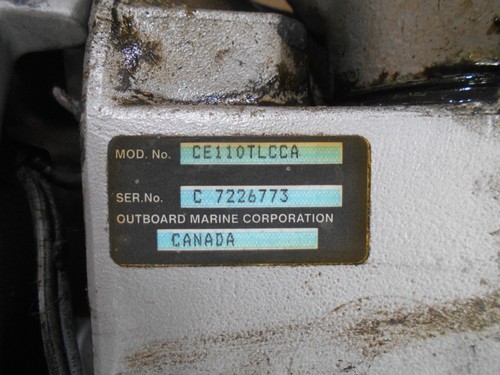 MOD. No. CE110TLCCA
SER.No. C 7226773
OUTBOARD MARINE CORPORATION
CANADA